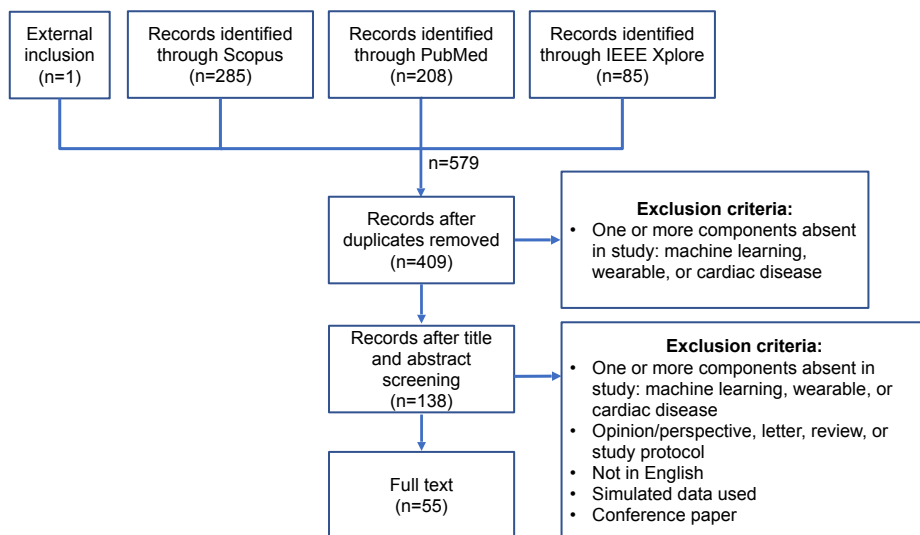 External
inclusion
(n=1)
Records identified
through Scopus
(n=285)
Records identified
through PubMed
(n=208)
Records identified
through IEEE Xplore
(n=85)
n=579
Records after
duplicates removed
(n=409)
Exclusion criteria:
• One or more components absent
in study: machine learning,
wearable, or cardiac disease
Records after title
and abstract
screening
(n=138)
Exclusion criteria:
• One or more components absent in
study: machine learning, wearable, or
cardiac disease
• Opinion/perspective, letter, review, or
study protocol
• Not in English
• Simulated data used
• Conference paper
Full text
(n=55)